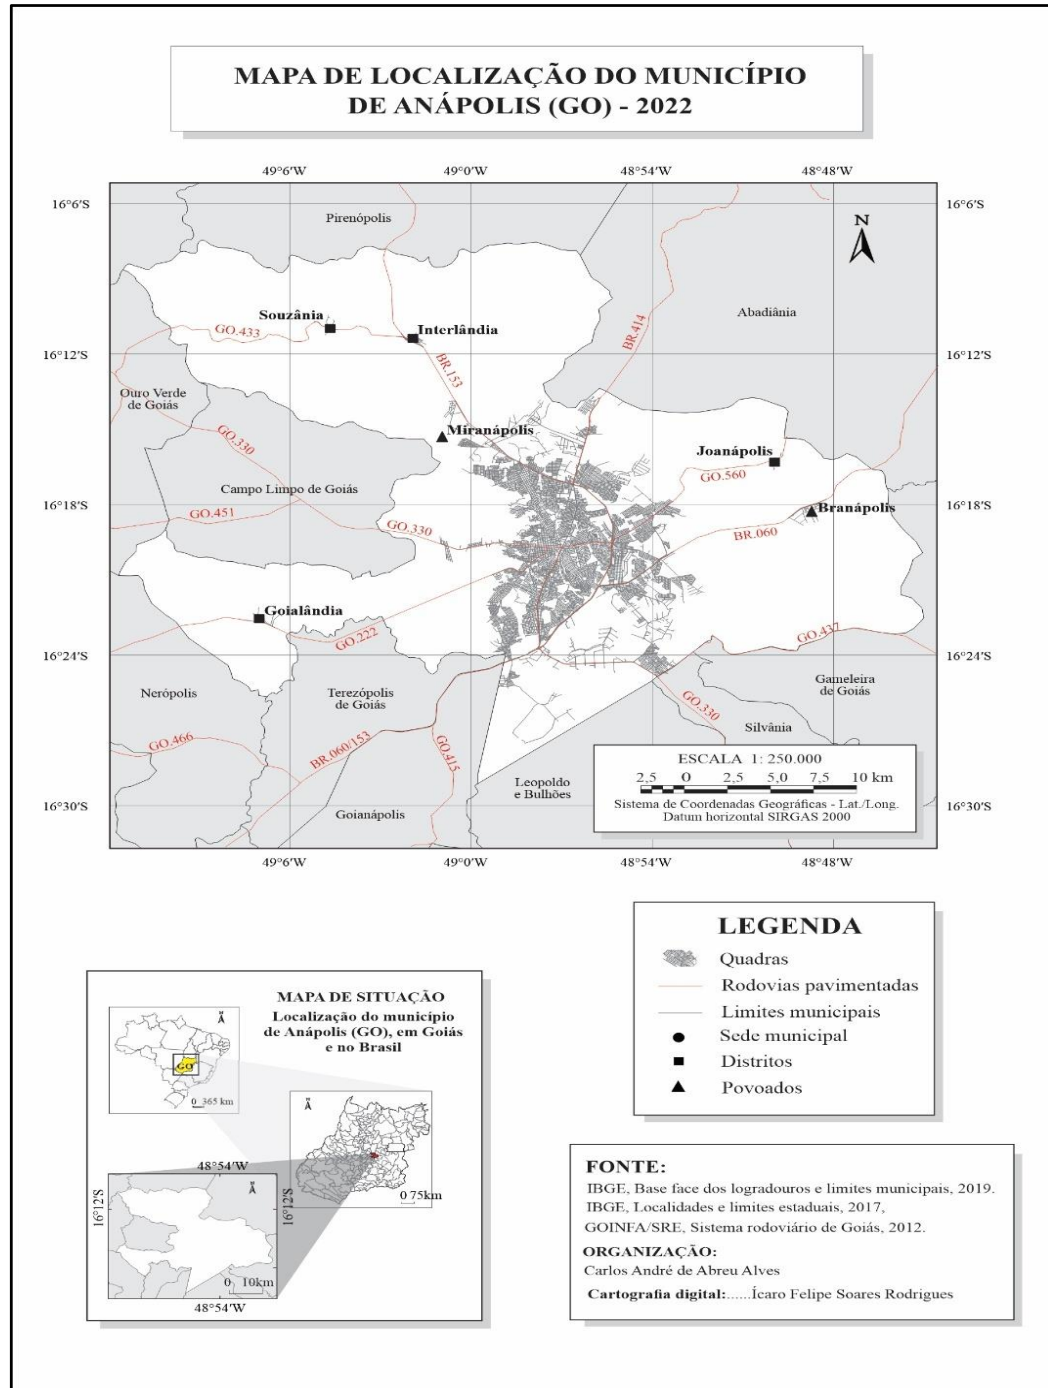 MAPA DE LOCALIZAÇÃO DO MUNICÍPIO
DE ANÁPOLIS (GO) - 2022
49°6'W
49°0'W
48°54'W
48°48'W
16°6'S
16°6'S
Pirenópolis
N
Souzânia
Interlândia
GO.433
BR.153
BR.414
Abadiânia
16°12'S
16°12'S
Ouro Verde
de Goiás
GO.330
Miranápolis
Joanápolis
GO.560
Campo Limpo de Goiás
GO.451
16°18'S
16°18'S
Branápolis
GO.330
BR.060
Goialândia
GO.222
GO.437
16°24'S
16°24'S
Nerópolis
Terezópolis
de Goiás
Gameleira
de Goiás
GO.330
Silvânia
GO.466
BR.060/153
GO.415
Leopoldo
e Bulhões
Goianápolis
16°30'S
16°30'S
ESCALA 1: 250.000
2,5 0 2,5 5 7,5 10 km
Sistema de Coordenadas Geográficas - Lat./Long.
Datum horizontal SIRGAS 2000
49°6'W
49°0'W
48°54'W
48°48'W
LEGENDA
Quadras
Rodovias pavimentadas
Limites municipais
Sede municipal
Distritos
Povoados
MAPA DE SITUAÇÃO
Localização do município
de Anápolis (GO), em Goiás
e no Brasil
GO
0 365 km
0 75km
48°54'W
16°12'S
16°12'S
0 10km
48°54'W
FONTE:
IBGE, Base face dos logradouros e limites municipais, 2019.
IBGE, Localidades e limites estaduais, 2017,
GOINFA/SRE, Sistema rodoviário de Goiás, 2012.
ORGANIZAÇÃO:
Carlos André de Abreu Alves
Cartografia digital:......Ícaro Felipe Soares Rodrigues